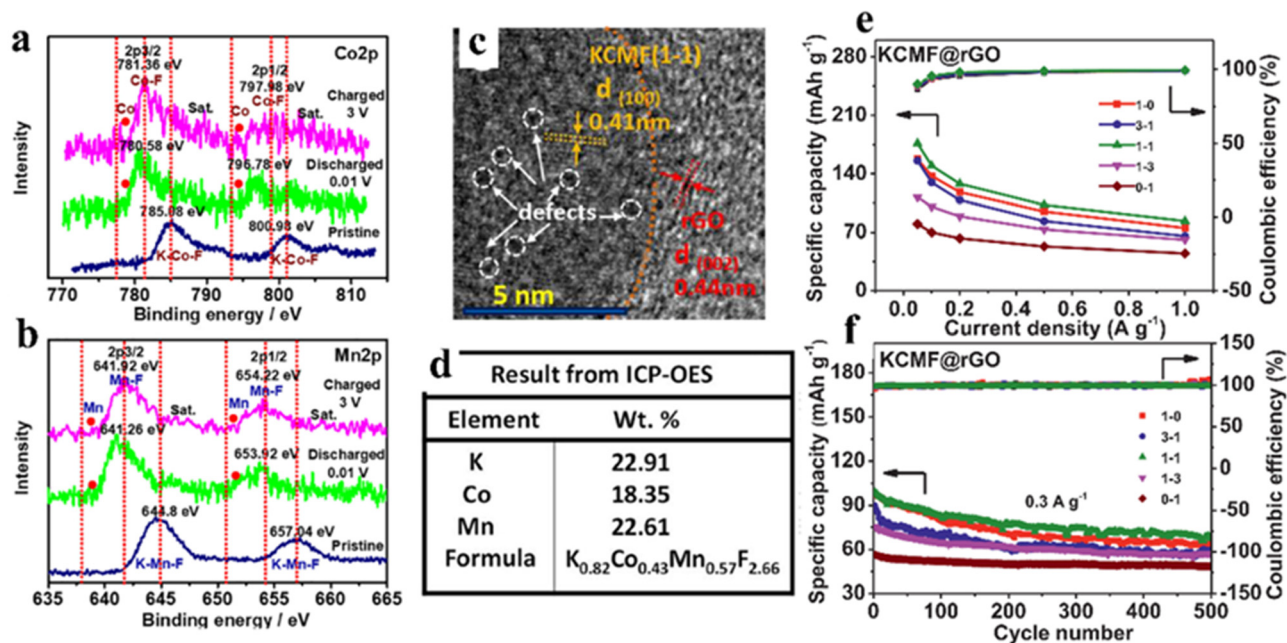 a
Co2p
2p3/2
781.36 eV
Co-F
Co
Sat.
2p1/2
797.98 eV
Co-F
Co
Sat.
Charged
3 V
780.58 eV
796.78 eV
Discharged
0.01 V
785.08 eV
800.98 eV
Pristine
K-Co-F
K-Co-F
Intensity
770 780 790 800 810
Binding energy / eV
b
Mn2p
2p3/2
641.92 eV
Mn-F
Mn
Sat.
2p1/2
654.22 eV
Mn-F
Mn
Sat.
Charged
3 V
641.26 eV
653.92 eV
Discharged
0.01 V
644.8 eV
657.04 eV
Pristine
K-Mn-F
K-Mn-F
Intensity
635 640 645 650 655 660 665
Binding energy / eV
c
KCMF(1-1)
d (100)
0.41nm
defects
rGO
d (002)
0.44nm
5 nm
d
Result from ICP-OES
Element Wt. %
K 22.91
Co 18.35
Mn 22.61
Formula K0.82Co0.43Mn0.57F2.66
e
KCMF@rGO
280
210
140
70
0
Specific capacity (mAh g-1)
100
50
0
-50
Coulombic efficiency (%)
1-0
3-1
1-1
1-3
0-1
0.0 0.2 0.4 0.6 0.8 1.0
Current density (A g-1)
f
KCMF@rGO
180
150
120
90
60
30
Specific capacity (mAh g-1)
150
100
50
0
-50
-100
-150
Coulombic efficiency (%)
1-0
3-1
1-1
1-3
0-1
0.3 A g-1
0 100 200 300 400 500
Cycle number